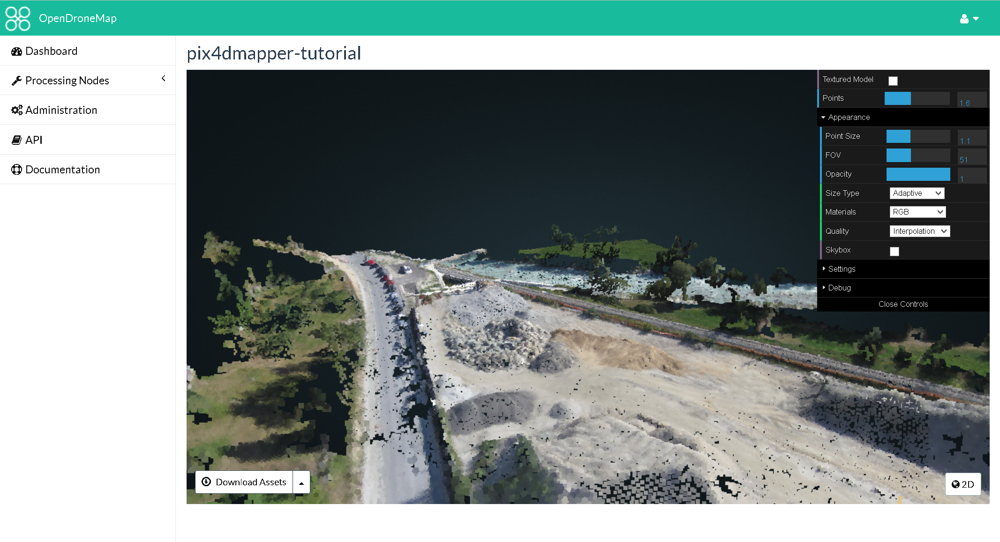 OpenDroneMap
Dashboard
Processing Nodes
Administration
API
Documentation
pix4dmapper-tutorial
Textured Model
Points 1.6
Appearance
Point Size 1.1
FOV 51
Opacity 1
Size Type Adaptive
Materials RGB
Quality Interpolation
Skybox
Settings
Debug
Close Controls
Download Assets
2D